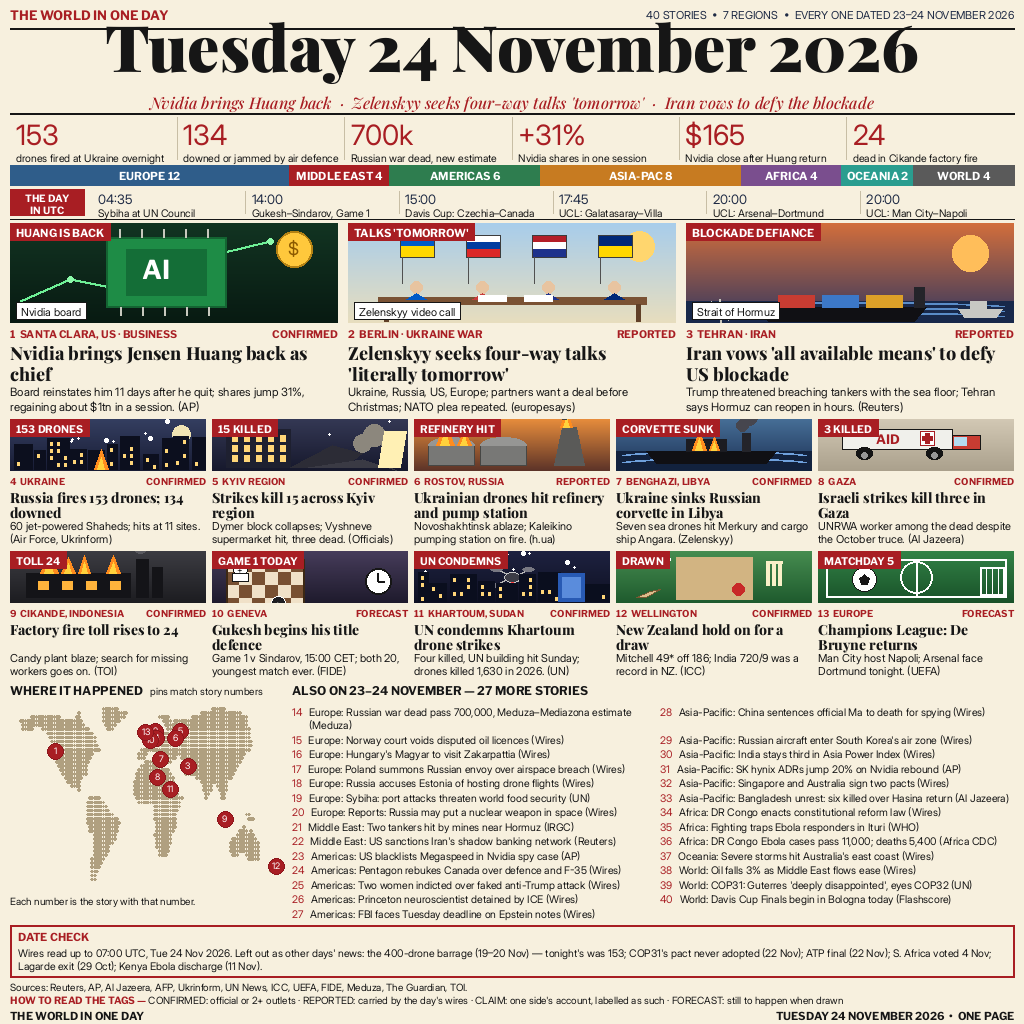 THE WORLD IN ONE DAY
40 STORIES • 7 REGIONS • EVERY ONE DATED 23–24 NOVEMBER 2026
Tuesday 24 November 2026
Nvidia brings Huang back · Zelenskyy seeks four-way talks 'tomorrow' · Iran vows to defy the blockade
153
drones fired at Ukraine overnight
134
downed or jammed by air defence
700k
Russian war dead, new estimate
+31%
Nvidia shares in one session
$165
Nvidia close after Huang return
24
dead in Cikande factory fire
EUROPE 12
MIDDLE EAST 4
AMERICAS 6
ASIA-PAC 8
AFRICA 4
OCEANIA 2
WORLD 4
THE DAY
IN UTC
04:35
Sybiha at UN Council
14:00
Gukesh–Sindarov, Game 1
15:00
Davis Cup: Czechia–Canada
17:45
UCL: Galatasaray–Villa
20:00
UCL: Arsenal–Dortmund
20:00
UCL: Man City–Napoli
HUANG IS BACK
AI
$
Nvidia board
1 SANTA CLARA, US · BUSINESS
CONFIRMED
Nvidia brings Jensen Huang back as
chief
Board reinstates him 11 days after he quit; shares jump 31%,
regaining about $1tn in a session. (AP)
TALKS 'TOMORROW'
Zelenskyy video call
2 BERLIN · UKRAINE WAR
REPORTED
Zelenskyy seeks four-way talks
'literally tomorrow'
Ukraine, Russia, US, Europe; partners want a deal before
Christmas; NATO plea repeated. (europesays)
BLOCKADE DEFIANCE
Strait of Hormuz
3 TEHRAN · IRAN
REPORTED
Iran vows 'all available means' to defy
US blockade
Trump threatened breaching tankers with the sea floor; Tehran
says Hormuz can reopen in hours. (Reuters)
153 DRONES
4 UKRAINE
CONFIRMED
Russia fires 153 drones; 134
downed
60 jet-powered Shaheds; hits at 11 sites.
(Air Force, Ukrinform)
15 KILLED
5 KYIV REGION
CONFIRMED
Strikes kill 15 across Kyiv
region
Dymer block collapses; Vyshneve
supermarket hit, three dead. (Officials)
REFINERY HIT
6 ROSTOV, RUSSIA
REPORTED
Ukrainian drones hit refinery
and pump station
Novoshakhtinsk ablaze; Kaleikino
pumping station on fire. (h.ua)
CORVETTE SUNK
7 BENGHAZI, LIBYA
CONFIRMED
Ukraine sinks Russian
corvette in Libya
Seven sea drones hit Merkury and cargo
ship Angara. (Zelenskyy)
3 KILLED
AID
8 GAZA
CONFIRMED
Israeli strikes kill three in
Gaza
UNRWA worker among the dead despite
the October truce. (Al Jazeera)
TOLL 24
9 CIKANDE, INDONESIA
CONFIRMED
Factory fire toll rises to 24
Candy plant blaze; search for missing
workers goes on. (TOI)
GAME 1 TODAY
10 GENEVA
FORECAST
Gukesh begins his title
defence
Game 1 v Sindarov, 15:00 CET; both 20,
youngest match ever. (FIDE)
UN CONDEMNS
11 KHARTOUM, SUDAN
CONFIRMED
UN condemns Khartoum
drone strikes
Four killed, UN building hit Sunday;
drones killed 1,630 in 2026. (UN)
DRAWN
12 WELLINGTON
CONFIRMED
New Zealand hold on for a
draw
Mitchell 49* off 186; India 720/9 was a
record in NZ. (ICC)
MATCHDAY 5
13 EUROPE
FORECAST
Champions League: De
Bruyne returns
Man City host Napoli; Arsenal face
Dortmund tonight. (UEFA)
WHERE IT HAPPENED pins match story numbers
1
13
5
6
7
3
8
11
9
12
Each number is the story with that number.
ALSO ON 23–24 NOVEMBER — 27 MORE STORIES
14 Europe: Russian war dead pass 700,000, Meduza–Mediazona estimate
(Meduza)
15 Europe: Norway court voids disputed oil licences (Wires)
16 Europe: Hungary's Magyar to visit Zakarpattia (Wires)
17 Europe: Poland summons Russian envoy over airspace breach (Wires)
18 Europe: Russia accuses Estonia of hosting drone flights (Wires)
19 Europe: Sybiha: port attacks threaten world food security (UN)
20 Europe: Reports: Russia may put a nuclear weapon in space (Wires)
21 Middle East: Two tankers hit by mines near Hormuz (IRGC)
22 Middle East: US sanctions Iran's shadow banking network (Reuters)
23 Americas: US blacklists Megaspeed in Nvidia spy case (AP)
24 Americas: Pentagon rebukes Canada over defence and F-35 (Wires)
25 Americas: Two women indicted over faked anti-Trump attack (Wires)
26 Americas: Princeton neuroscientist detained by ICE (Wires)
27 Americas: FBI faces Tuesday deadline on Epstein notes (Wires)
28 Asia-Pacific: China sentences official Ma to death for spying (Wires)
29 Asia-Pacific: Russian aircraft enter South Korea's air zone (Wires)
30 Asia-Pacific: India stays third in Asia Power Index (Wires)
31 Asia-Pacific: SK hynix ADRs jump 20% on Nvidia rebound (AP)
32 Asia-Pacific: Singapore and Australia sign two pacts (Wires)
33 Asia-Pacific: Bangladesh unrest: six killed over Hasina return (Al Jazeera)
34 Africa: DR Congo enacts constitutional reform law (Wires)
35 Africa: Fighting traps Ebola responders in Ituri (WHO)
36 Africa: DR Congo Ebola cases pass 11,000; deaths 5,400 (Africa CDC)
37 Oceania: Severe storms hit Australia's east coast (Wires)
38 World: Oil falls 3% as Middle East flows ease (Wires)
39 World: COP31: Guterres 'deeply disappointed', eyes COP32 (UN)
40 World: Davis Cup Finals begin in Bologna today (Flashscore)
DATE CHECK
Wires read up to 07:00 UTC, Tue 24 Nov 2026. Left out as other days' news: the 400-drone barrage (19–20 Nov) — tonight's was 153; COP31's pact never adopted (22 Nov); ATP final (22 Nov); S. Africa voted 4 Nov;
Lagarde exit (29 Oct); Kenya Ebola discharge (11 Nov).
Sources: Reuters, AP, Al Jazeera, AFP, Ukrinform, UN News, ICC, UEFA, FIDE, Meduza, The Guardian, TOI.
HOW TO READ THE TAGS — CONFIRMED: official or 2+ outlets · REPORTED: carried by the day's wires · CLAIM: one side's account, labelled as such · FORECAST: still to happen when drawn
THE WORLD IN ONE DAY
TUESDAY 24 NOVEMBER 2026 • ONE PAGE